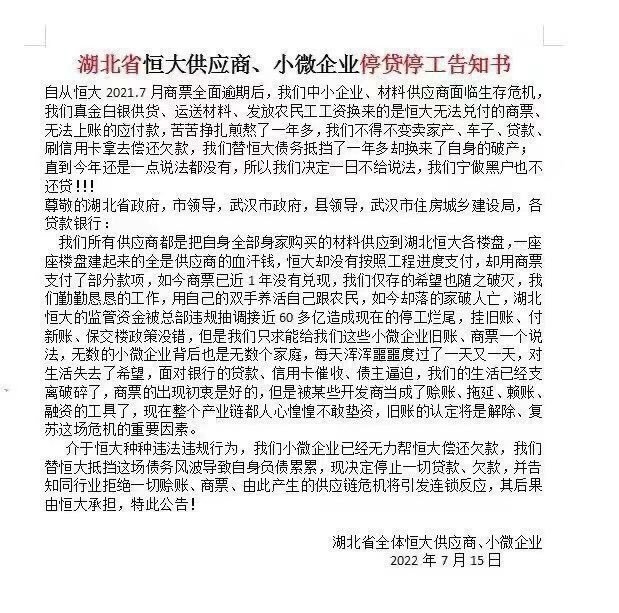 湖北省恒大供应商、小微企业停贷停工告知书
自从恒大 2021.7 月商票全面逾期后，我们中小企业、材料供应商面临生存危机，
我们真金白银供货、运送材料、发放农民工工资换来的是恒大无法兑付的商票、
无法上账的应付款，苦苦挣扎煎熬了一年多，我们不得不变卖家产、车子、贷款、
刷信用卡拿去偿还欠款，我们替恒大债务抵挡了一年多却换来了自身的破产；
直到今年还是一点说法都没有，所以我们决定一日不给说法，我们宁做黑户也不
还贷!!!
尊敬的湖北省政府，市领导，武汉市政府，县领导，武汉市住房城乡建设局，各
贷款银行：
我们所有供应商都是把自身全部身家购买的材料供应到湖北恒大各楼盘，一座
座楼盘建起来的全是供应商的血汗钱，恒大却没有按照工程进度支付，却用商票
支付了部分款项，如今商票已近 1 年没有兑现，我们仅存的希望也随之破灭，我
们勤勤恳恳的工作，用自己的双手养活自己跟农民，如今却落的家破人亡，湖北
恒大的监管资金被总部违规抽调接近 60 多亿造成现在的停工烂尾，挂旧账、付
新账、保交楼政策没错，但是我们只求能给我们这些小微企业旧账、商票一个说
法，无数的小微企业背后也是无数个家庭，每天浑浑噩噩度过了一天又一天，对
生活失去了希望，面对银行的贷款、信用卡催收、债主逼迫，我们的生活已经支
离破碎了，商票的出现初衷是好的，但是被某些开发商当成了赊账、拖延、赖账、
融资的工具了，现在整个产业链都人心惶惶不敢垫资，旧账的认定将是解除、复
苏这场危机的重要因素。
介于恒大种种违法违规行为，我们小微企业已经无力帮恒大偿还欠款，我们
替恒大抵挡这场债务风波导致自身负债累累，现决定停止一切贷款、欠款，并告
知同行业拒绝一切赊账、商票、由此产生的供应链危机将引发连锁反应，其后果
由恒大承担，特此公告！
湖北省全体恒大供应商、小微企业
2022 年 7 月 15 日